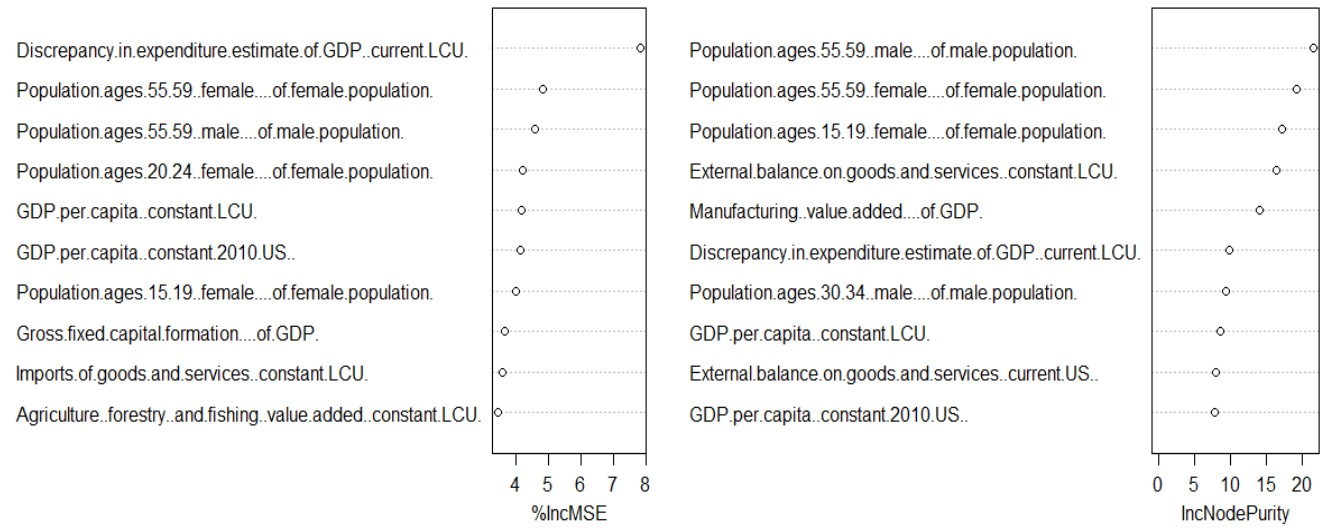 Discrepancy.in.expenditure.estimate.of.GDP..current.LCU.
Population.ages.55.59..female....of.female.population.
Population.ages.55.59..male....of.male.population.
Population.ages.20.24..female....of.female.population.
GDP.per.capita..constant.LCU.
GDP.per.capita..constant.2010.US..
Population.ages.15.19..female....of.female.population.
Gross.fixed.capital.formation....of.GDP.
Imports.of.goods.and.services..constant.LCU.
Agriculture..forestry..and.fishing..value.added..constant.LCU.
4 5 6 7 8
%IncMSE
Population.ages.55.59..male....of.male.population.
Population.ages.55.59..female....of.female.population.
Population.ages.15.19..female....of.female.population.
External.balance.on.goods.and.services..constant.LCU.
Manufacturing..value.added....of.GDP.
Discrepancy.in.expenditure.estimate.of.GDP..current.LCU.
Population.ages.30.34..male....of.male.population.
GDP.per.capita..constant.LCU.
External.balance.on.goods.and.services..current.US..
GDP.per.capita..constant.2010.US..
0 5 10 15 20
IncNodePurity